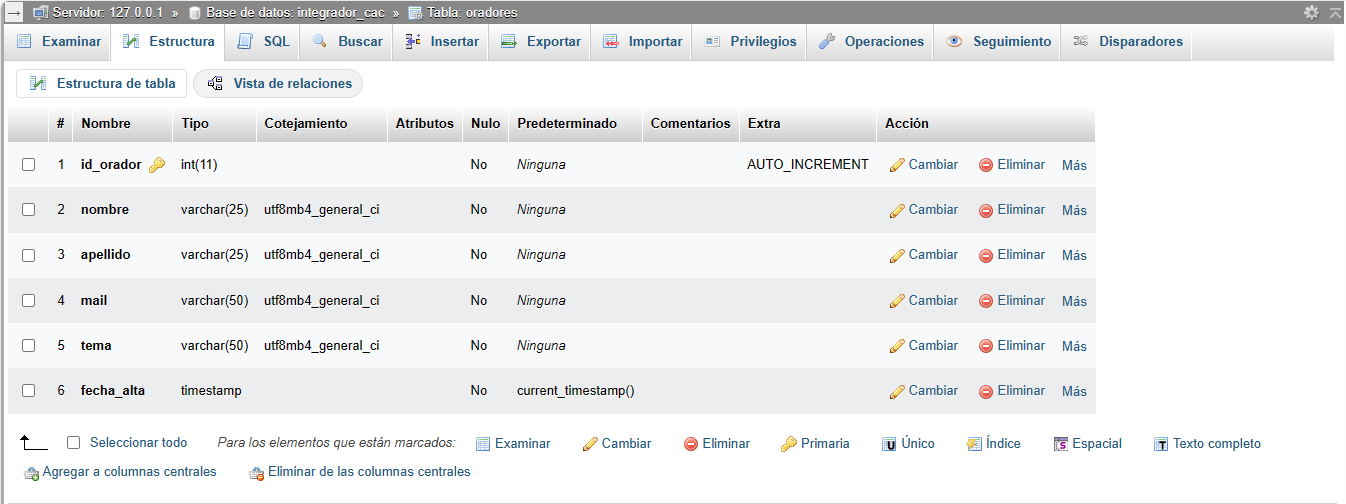 Servidor: 127.0.0.1 » Base de datos: integrador_cac » Tabla: oradores
Examinar Estructura SQL Buscar Insertar Exportar Importar Privilegios Operaciones Seguimiento Disparadores
Estructura de tabla Vista de relaciones
# Nombre Tipo Cotejamiento Atributos Nulo Predeterminado Comentarios Extra Acción
1 id_orador int(11) No Ninguna AUTO_INCREMENT Cambiar Eliminar Más
2 nombre varchar(25) utf8mb4_general_ci No Ninguna Cambiar Eliminar Más
3 apellido varchar(25) utf8mb4_general_ci No Ninguna Cambiar Eliminar Más
4 mail varchar(50) utf8mb4_general_ci No Ninguna Cambiar Eliminar Más
5 tema varchar(50) utf8mb4_general_ci No Ninguna Cambiar Eliminar Más
6 fecha_alta timestamp No current_timestamp() Cambiar Eliminar Más
Seleccionar todo Para los elementos que están marcados: Examinar Cambiar Eliminar Primaria Único Índice Espacial Texto completo
Agregar a columnas centrales Eliminar de las columnas centrales